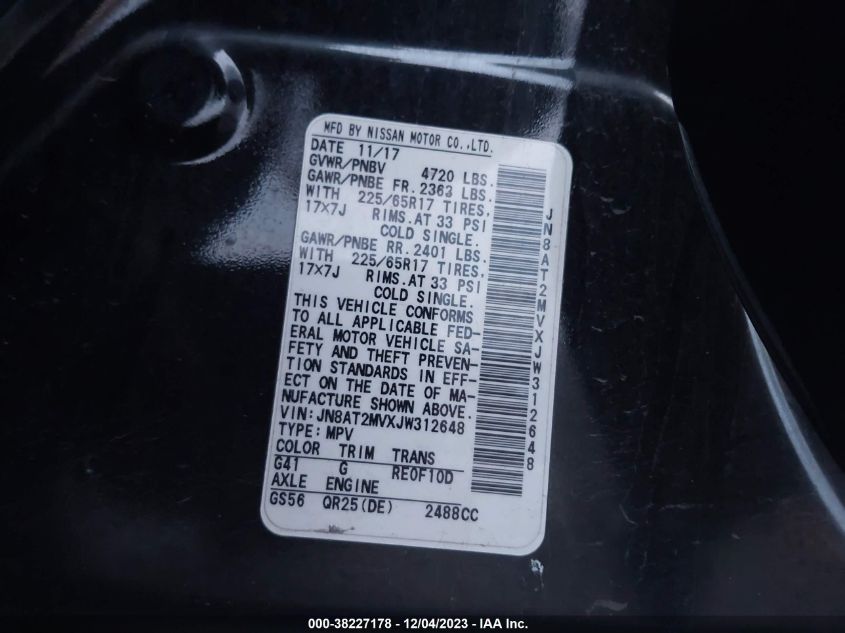 MFD BY NISSAN MOTOR CO.,LTD.
DATE 11/17
GVWR/PNBV 4720 LBS.
GAWR/PNBE FR. 2363 LBS.
WITH 225/65R17 TIRES,
17X7J RIMS. AT 33 PSI
COLD SINGLE.
GAWR/PNBE RR. 2401 LBS.
WITH 225/65R17 TIRES,
17X7J RIMS. AT 33 PSI
COLD SINGLE.
THIS VEHICLE CONFORMS
TO ALL APPLICABLE FED-
ERAL MOTOR VEHICLE SA-
FETY AND THEFT PREVEN-
TION STANDARDS IN EFF-
ECT ON THE DATE OF MA-
NUFACTURE SHOWN ABOVE.
VIN: JN8AT2MVXJW312648
TYPE: MPV
COLOR TRIM TRANS
G41 G RE0F10D
AXLE ENGINE
GS56 QR25(DE) 2488CC
JN8AT2MVXJW312648
000-38227178 - 12/04/2023 - IAA Inc.